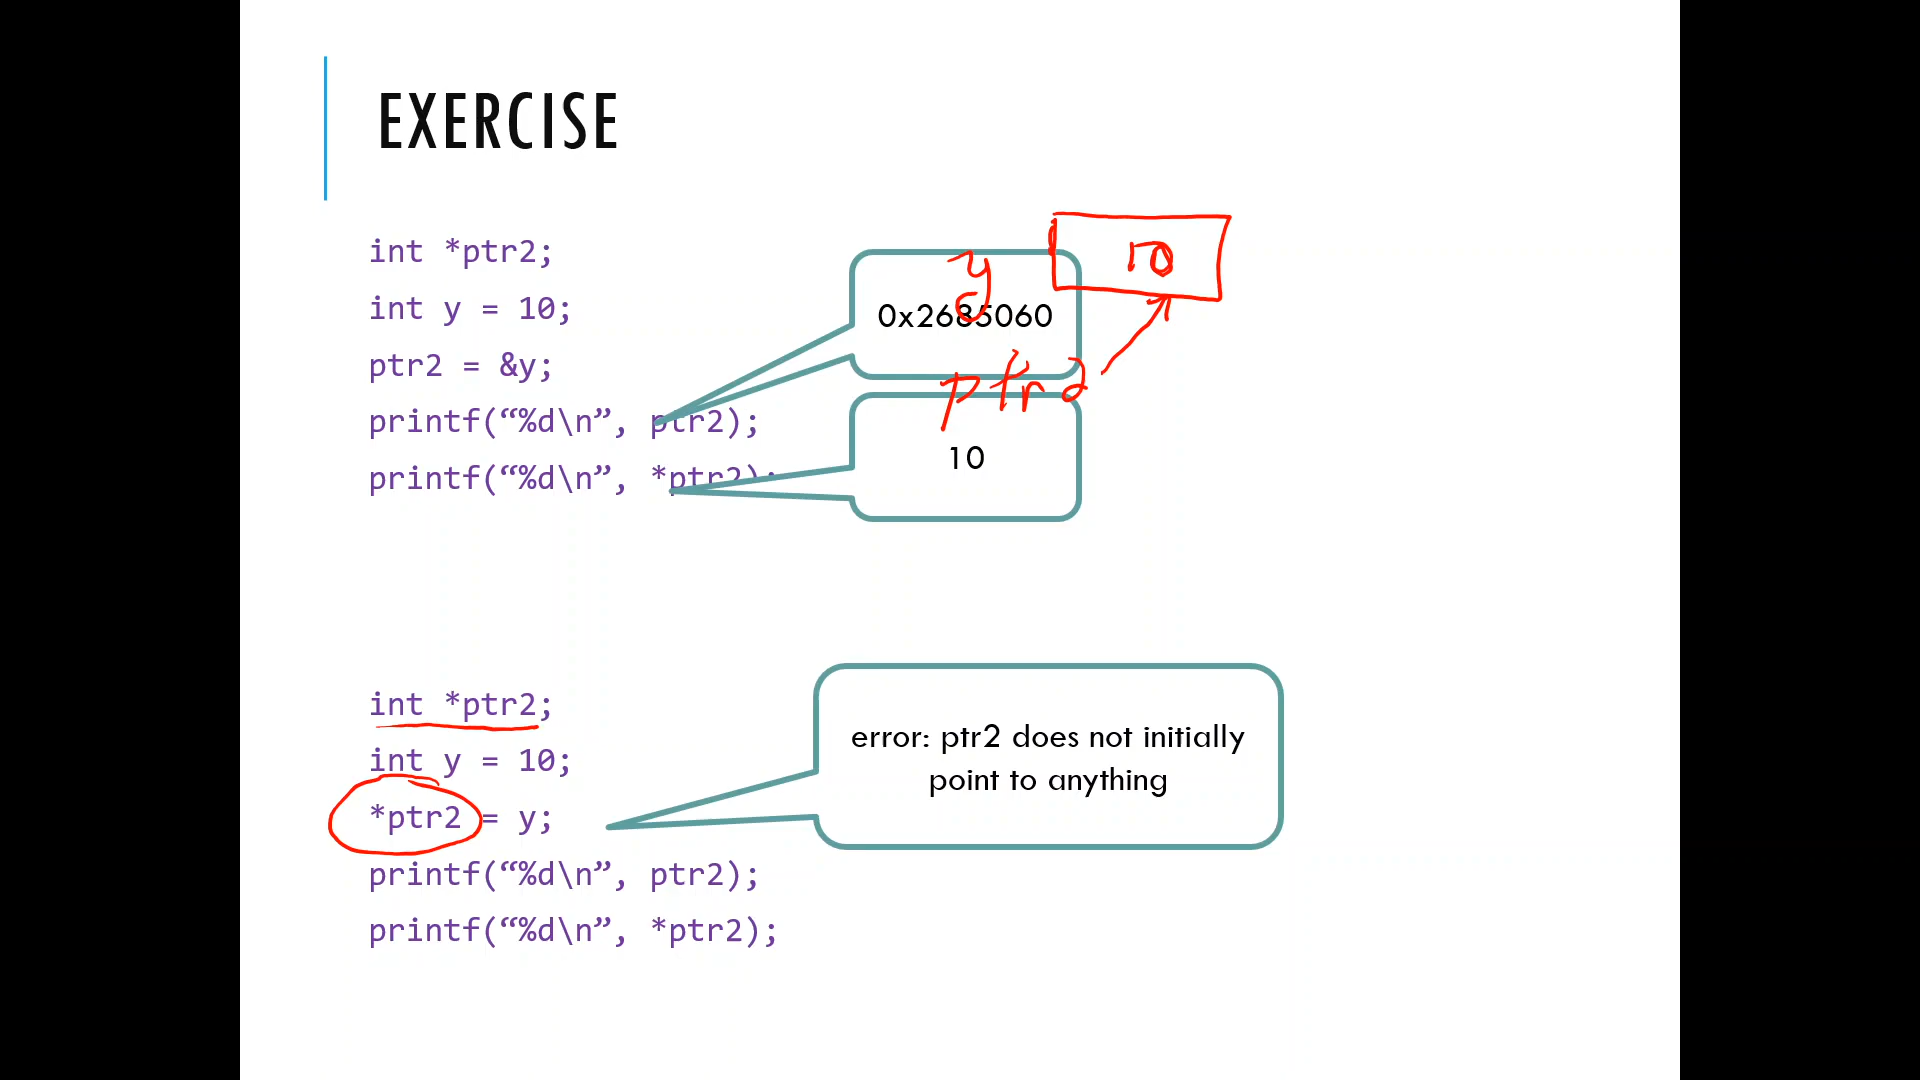 EXERCISE
int *ptr2;
int y = 10;
ptr2 = &y;
printf(“%d\n”, ptr2);
printf(“%d\n”, *ptr2);
0x2685060
10
y
10
ptr2
int *ptr2;
int y = 10;
*ptr2 = y;
printf(“%d\n”, ptr2);
printf(“%d\n”, *ptr2);
error: ptr2 does not initially
point to anything